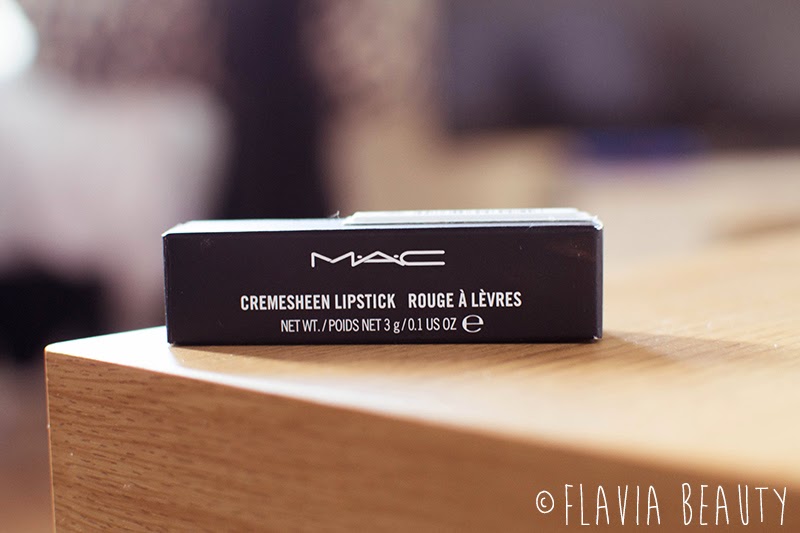 M·A·C
CREMESHEEN LIPSTICK ROUGE À LÈVRES
NET WT./POIDS NET 3 g/0.1 US OZ ℮
© FLAVIA BEAUTY